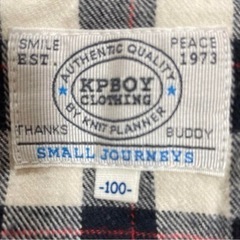 SMILE PEACE
EST. 1973
AUTHENTIC QUALITY
KPBOY
CLOTHING
BY KNIT PLANNER
THANKS BUDDY
SMALL JOURNEYS
-100-